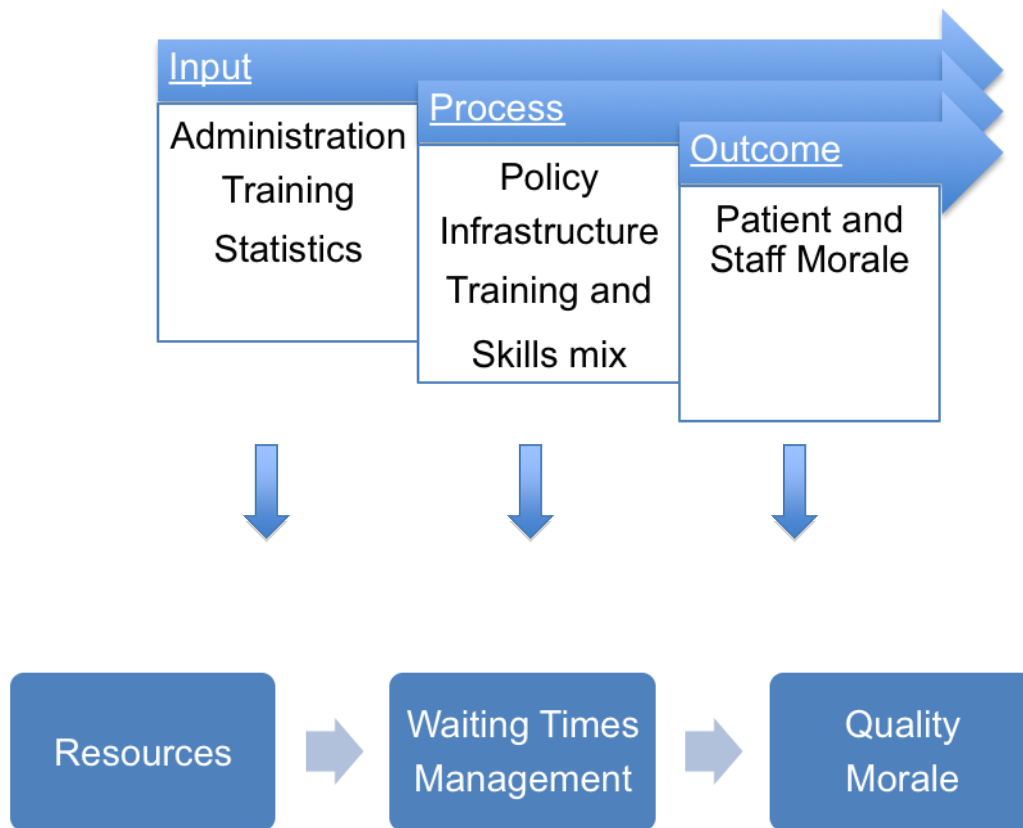 Input
Administration
Training
Statistics
Process
Policy
Infrastructure
Training and
Skills mix
Outcome
Patient and
Staff Morale
Resources
Waiting Times
Management
Quality
Morale